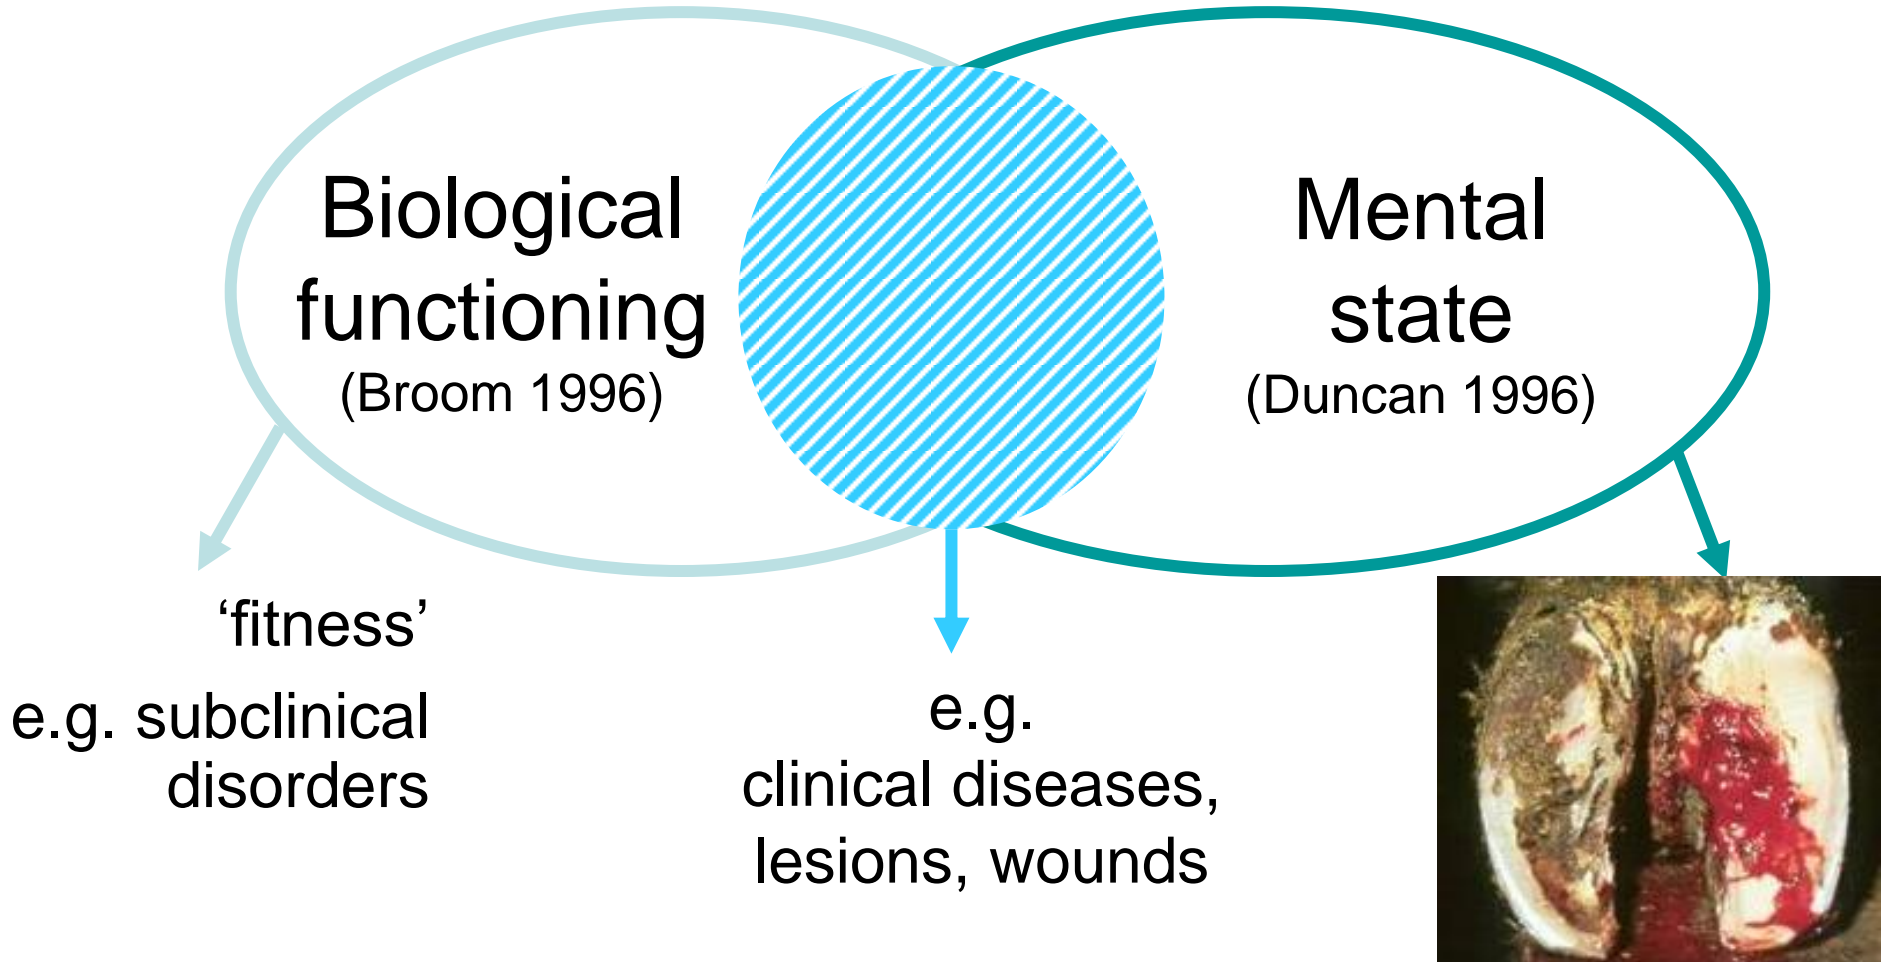 Biological
functioning
(Broom 1996)
Mental
state
(Duncan 1996)
‘fitness’
e.g. subclinical
disorders
e.g.
clinical diseases,
lesions, wounds